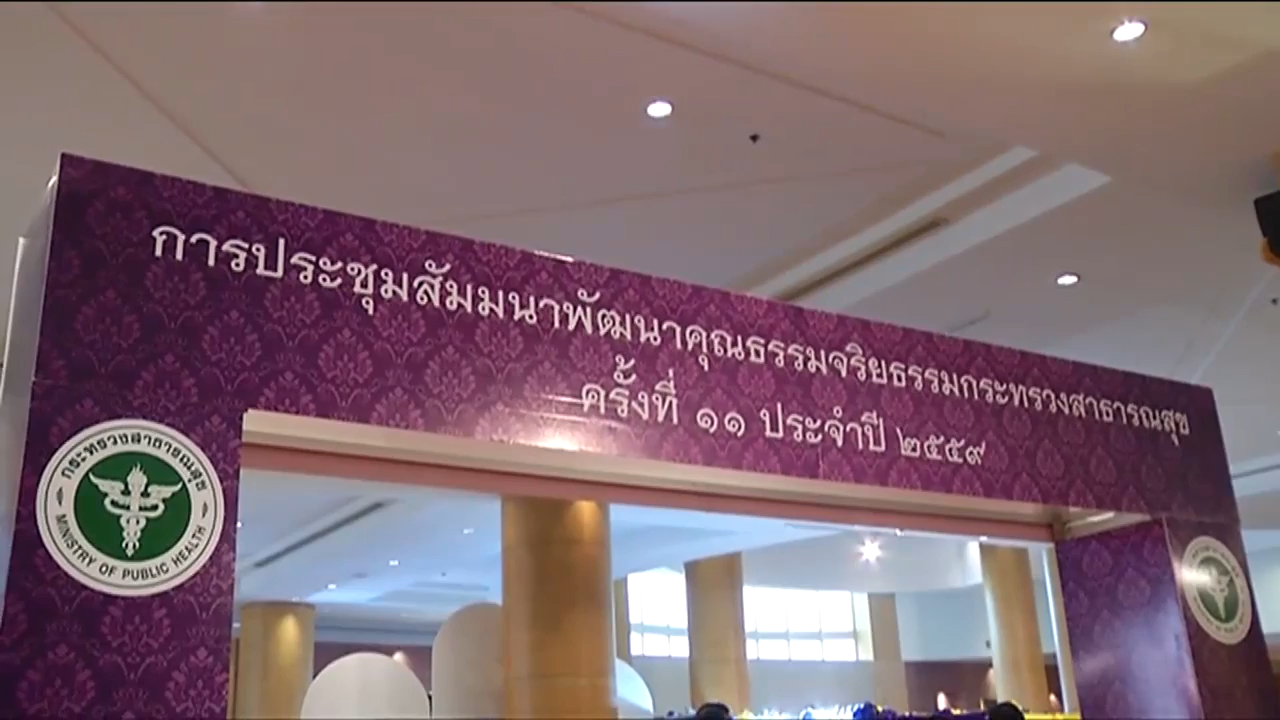 การประชุมสัมมนาพัฒนาคุณธรรมจริยธรรมกระทรวงสาธารณสุข
ครั้งที่ ๑๑ ประจำปี ๒๕๕๙
กระทรวงสาธารณสุข
MINISTRY OF PUBLIC HEALTH